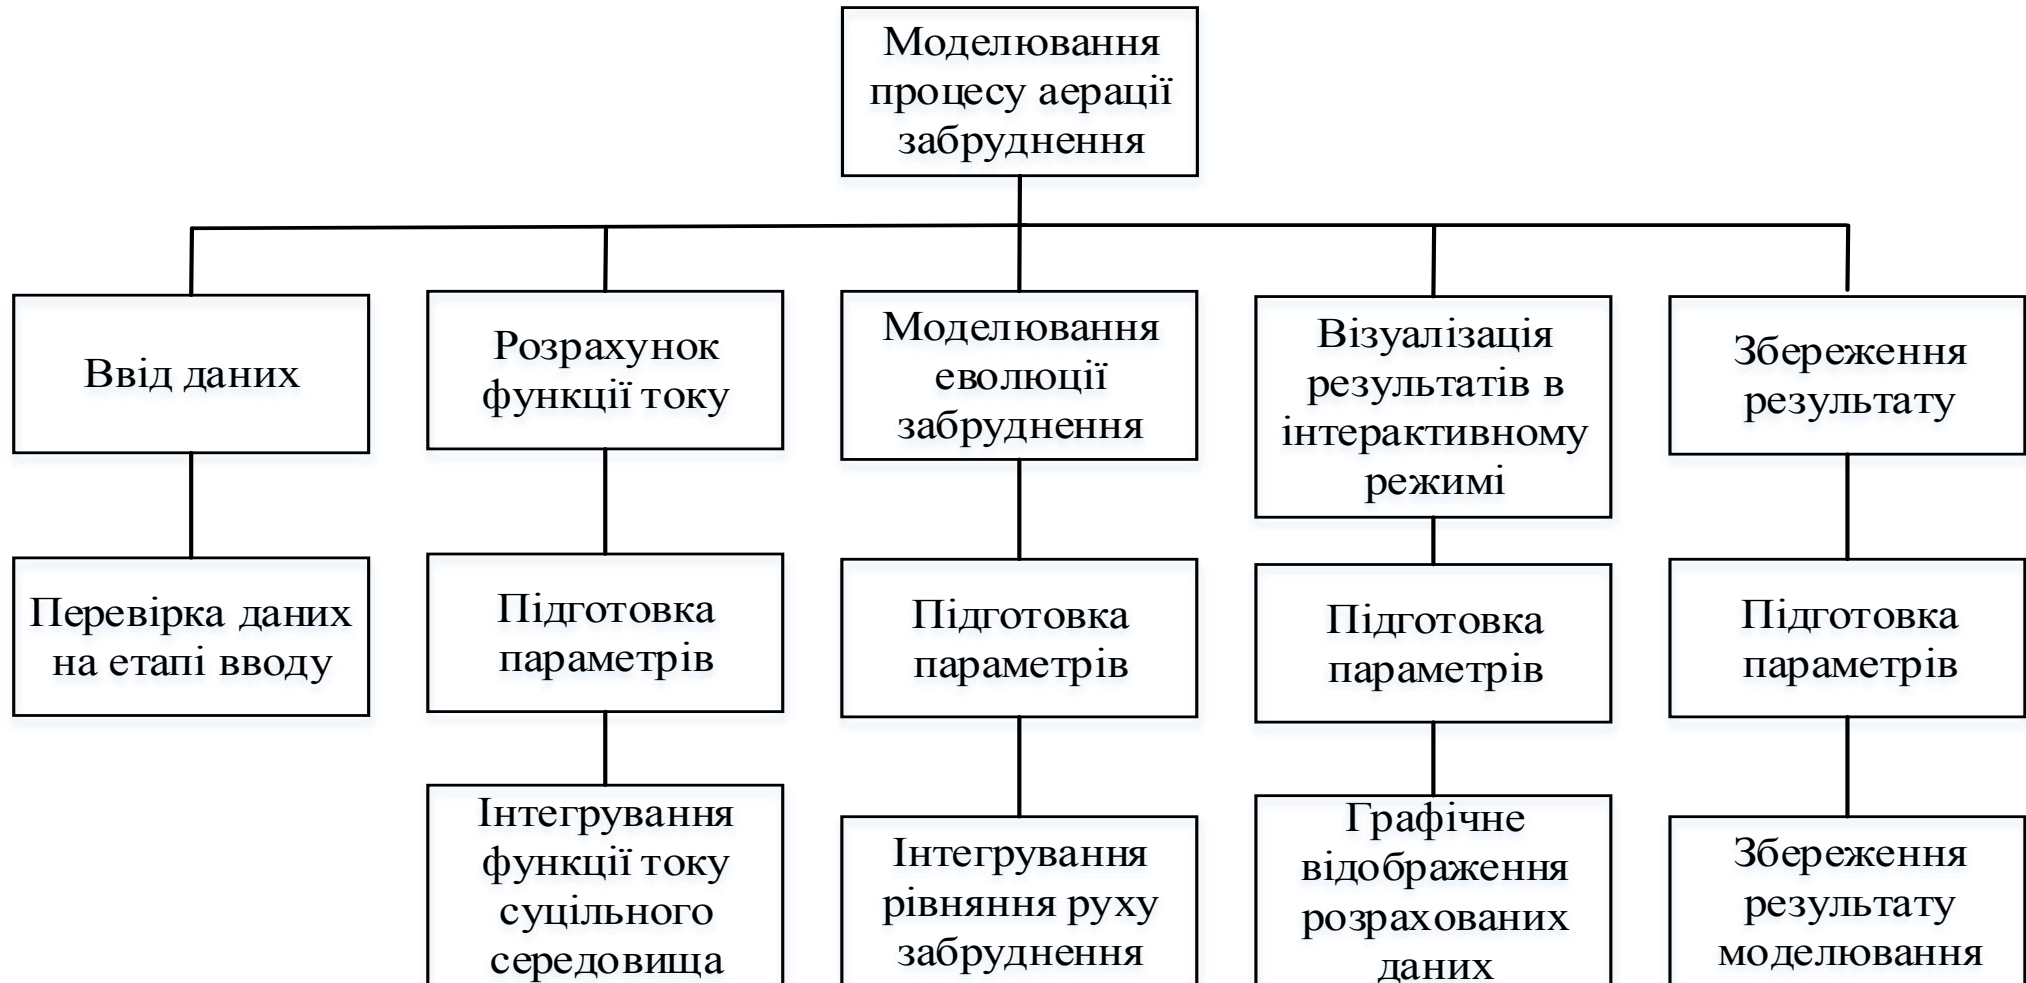 Моделювання
процесу аерації
забруднення
Ввід даних
Розрахунок
функції току
Моделювання
еволюції
забруднення
Візуалізація
результатів в
інтерактивному
режимі
Збереження
результату
Перевірка даних
на етапі вводу
Підготовка
параметрів
Підготовка
параметрів
Підготовка
параметрів
Підготовка
параметрів
Інтегрування
функції току
суцільного
середовища
Інтегрування
рівняння руху
забруднення
Графічне
відображення
розрахованих
даних
Збереження
результату
моделювання